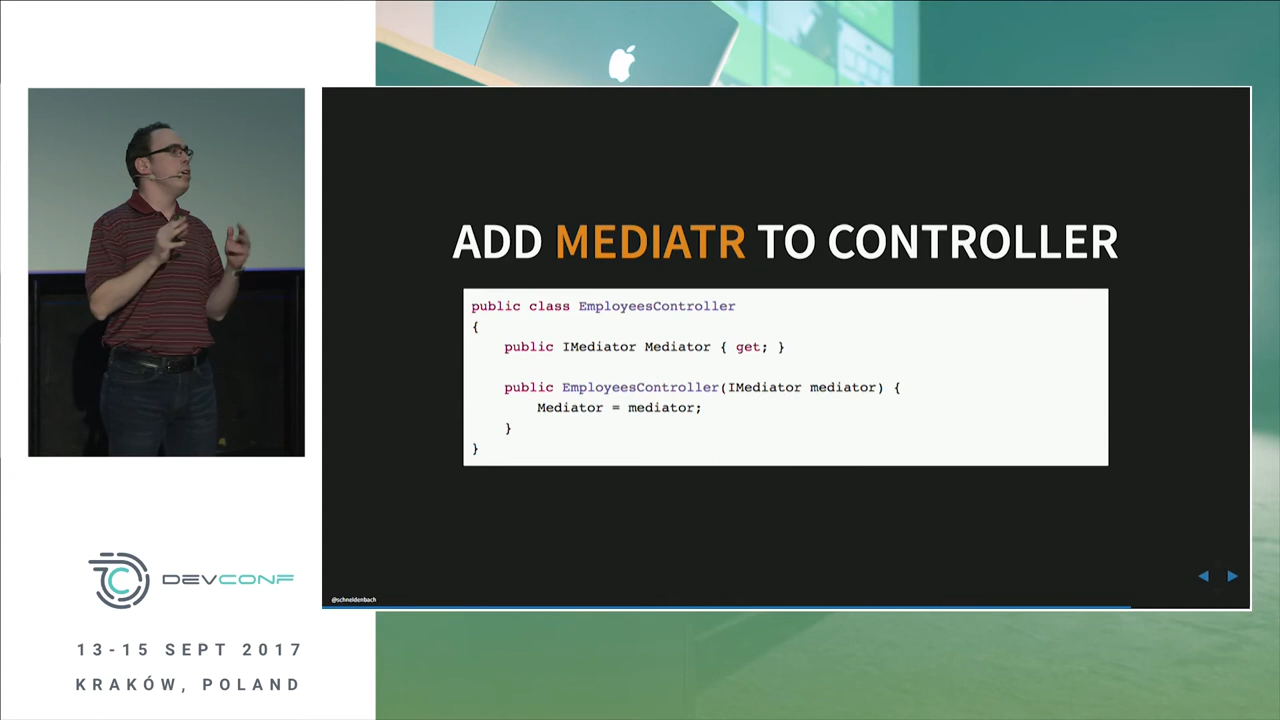 ADD MEDIATR TO CONTROLLER
public class EmployeesController
{
    public IMediator Mediator { get; }

    public EmployeesController(IMediator mediator) {
        Mediator = mediator;
    }
}
@schneidenbach
DEVCONF
13-15 SEPT 2017
KRAKÓW, POLAND